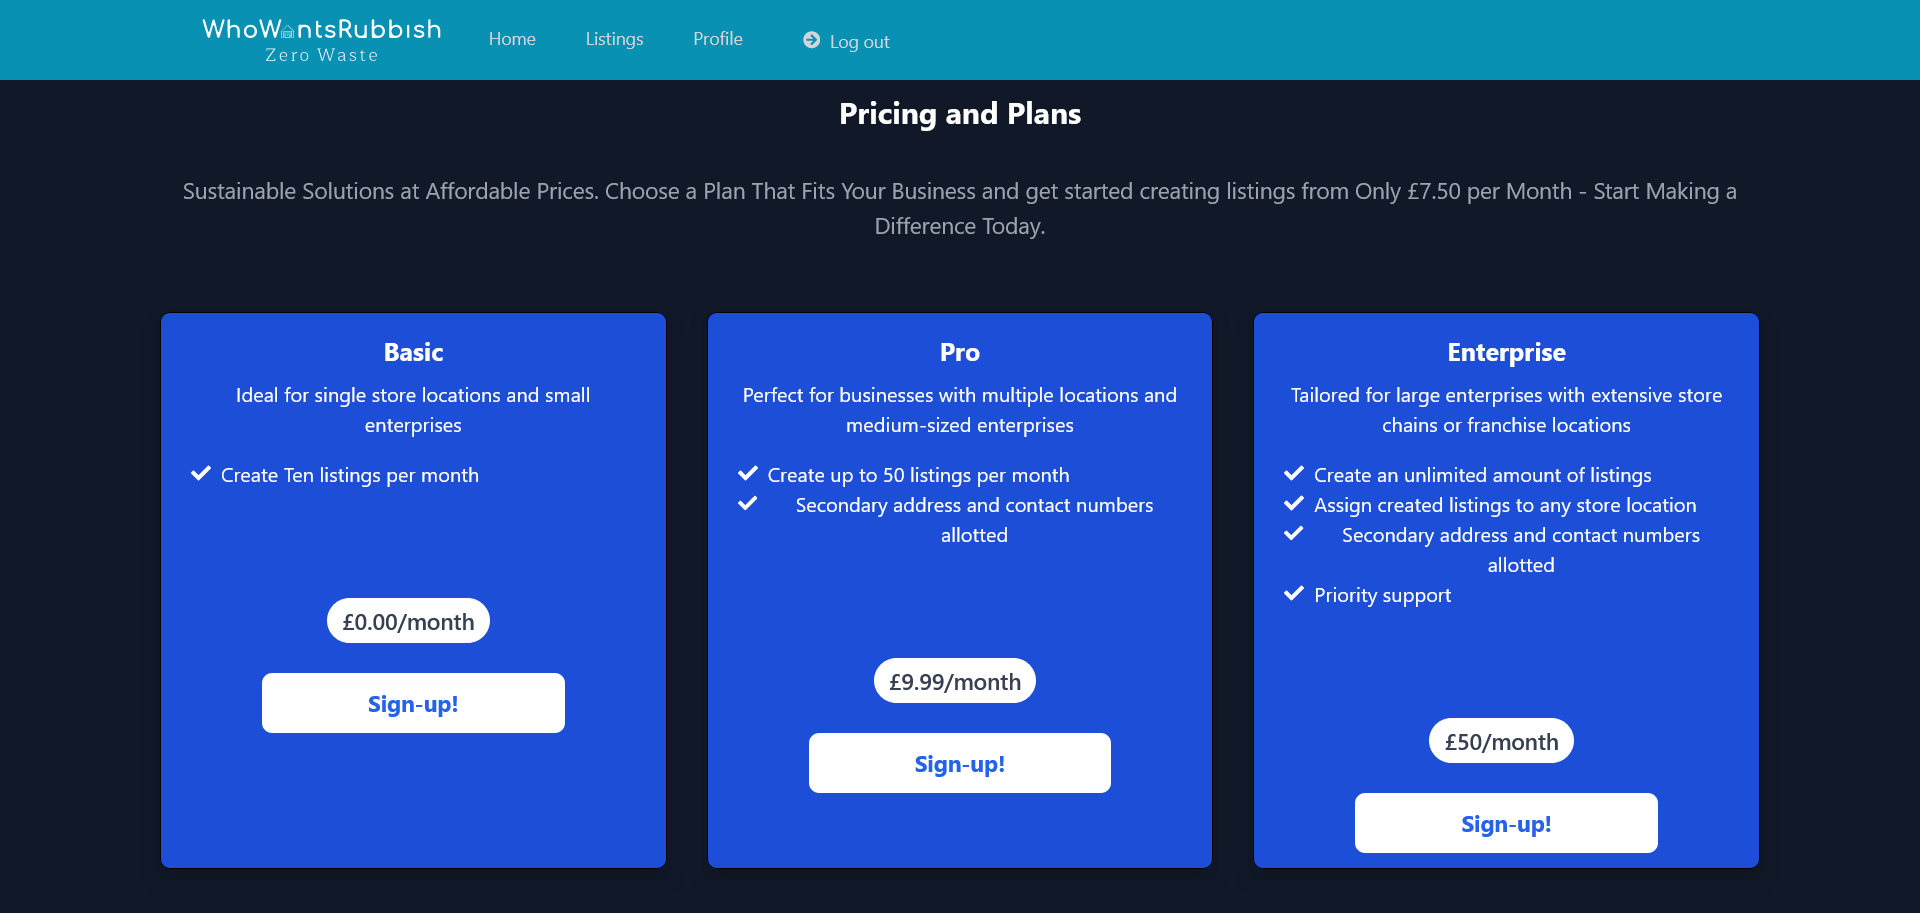 WhoWantsRubbish
Zero Waste
Home
Listings
Profile
Log out
Pricing and Plans
Sustainable Solutions at Affordable Prices. Choose a Plan That Fits Your Business and get started creating listings from Only £7.50 per Month - Start Making a
Difference Today.
Basic
Ideal for single store locations and small
enterprises
Create Ten listings per month
£0.00/month
Sign-up!
Pro
Perfect for businesses with multiple locations and
medium-sized enterprises
Create up to 50 listings per month
Secondary address and contact numbers
allotted
£9.99/month
Sign-up!
Enterprise
Tailored for large enterprises with extensive store
chains or franchise locations
Create an unlimited amount of listings
Assign created listings to any store location
Secondary address and contact numbers
allotted
Priority support
£50/month
Sign-up!